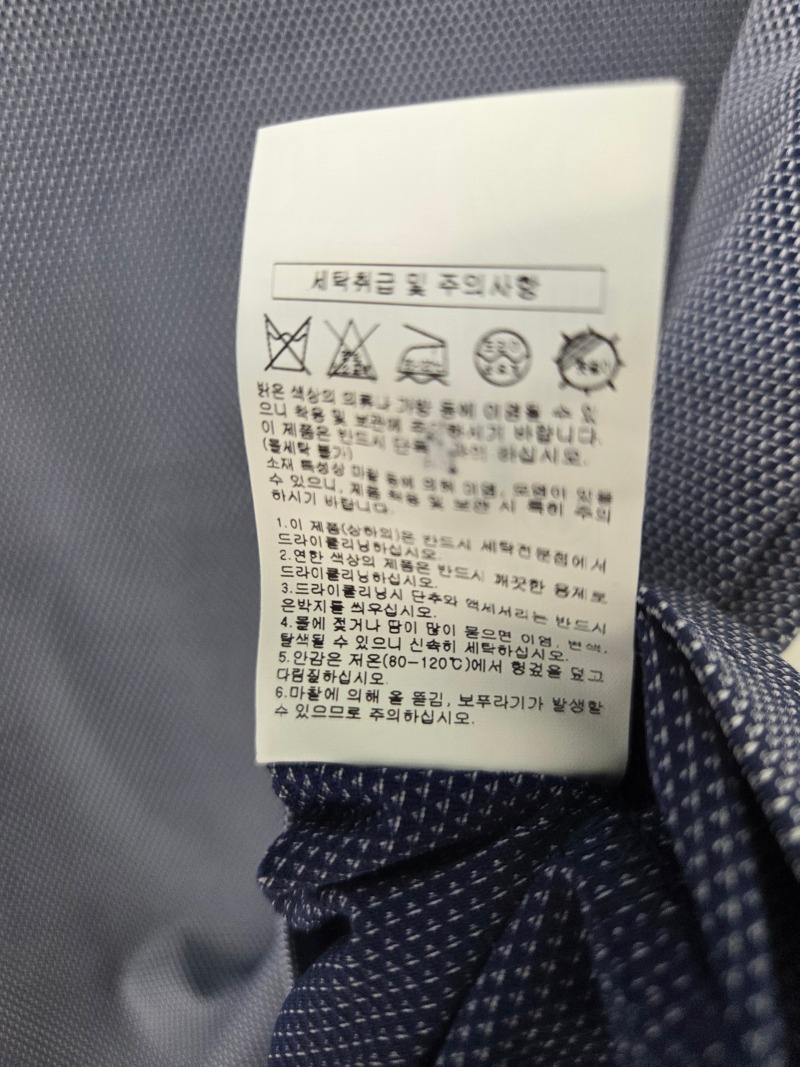 세탁취급 및 주의사항
드라이
밝은 색상의 의류나 가방 등에 이염될 수 있
으니 착용 및 보관에 주의하시기 바랍니다.
이 제품은 반드시 단독 하십시오.
(물세탁 불가)
소재 특성상 마찰 등에 의해 이염, 오염이 있을
수 있으니, 제품 착용 및 보관 시 특히 주의
하시기 바랍니다.
1.이 제품(상하의)은 반드시 세탁전문점에서
드라이클리닝하십시오.
2.연한 색상의 제품은 반드시 깨끗한 용제로
드라이클리닝하십시오.
3.드라이클리닝시 단추와 액세서리는 반드시
은박지를 씌우십시오.
4.물에 젖거나 땀이 많이 묻으면 이염, 변색,
탈색될 수 있으니 신속히 세탁하십시오.
5.안감은 저온(80-120℃)에서 헝겊을 덮고
다림질하십시오.
6.마찰에 의해 올 뜯김, 보푸라기가 발생할
수 있으므로 주의하십시오.